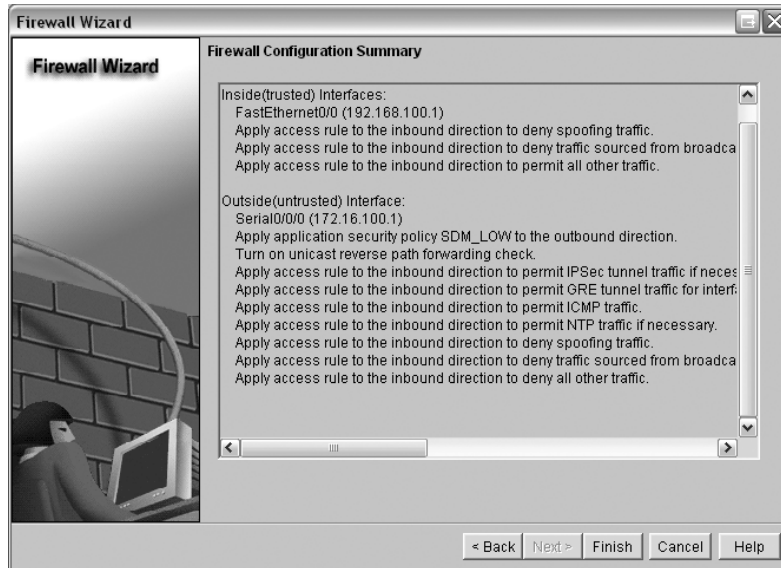 Firewall Wizard
Firewall Wizard
Firewall Configuration Summary
Inside(trusted) Interfaces:
FastEthernet0/0 (192.168.100.1)
Apply access rule to the inbound direction to deny spoofing traffic.
Apply access rule to the inbound direction to deny traffic sourced from broadca
Apply access rule to the inbound direction to permit all other traffic.
Outside(untrusted) Interface:
Serial0/0/0 (172.16.100.1)
Apply application security policy SDM_LOW to the outbound direction.
Turn on unicast reverse path forwarding check.
Apply access rule to the inbound direction to permit IPSec tunnel traffic if neces
Apply access rule to the inbound direction to permit GRE tunnel traffic for interfa
Apply access rule to the inbound direction to permit ICMP traffic.
Apply access rule to the inbound direction to permit NTP traffic if necessary.
Apply access rule to the inbound direction to deny spoofing traffic.
Apply access rule to the inbound direction to deny traffic sourced from broadca
Apply access rule to the inbound direction to deny all other traffic.
< Back Next > Finish Cancel Help